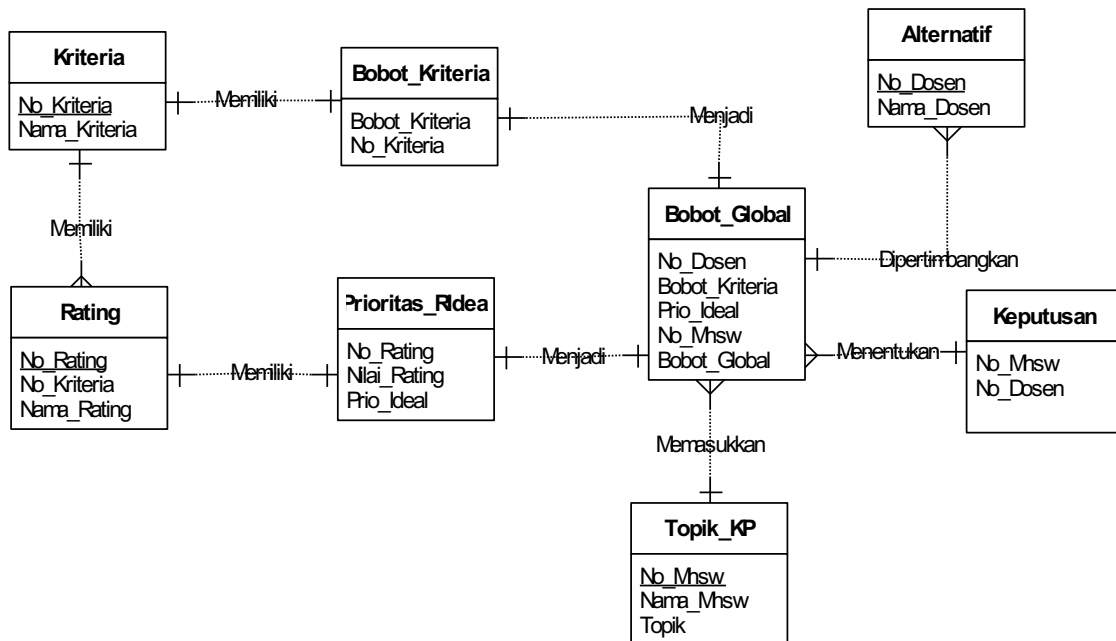 Kriteria
No_Kriteria
Nama_Kriteria
Memiliki
Bobot_Kriteria
Bobot_Kriteria
No_Kriteria
Menjadi
Alternatif
No_Dosen
Nama_Dosen
Memiliki
Bobot_Global
No_Dosen
Bobot_Kriteria
Prio_Ideal
No_Mhsw
Bobot_Global
Dipertimbangkan
Rating
No_Rating
No_Kriteria
Nama_Rating
Memiliki
Prioritas_RIdea
No_Rating
Nilai_Rating
Prio_Ideal
Menjadi
Menentukan
Keputusan
No_Mhsw
No_Dosen
Memasukkan
Topik_KP
No_Mhsw
Nama_Mhsw
Topik